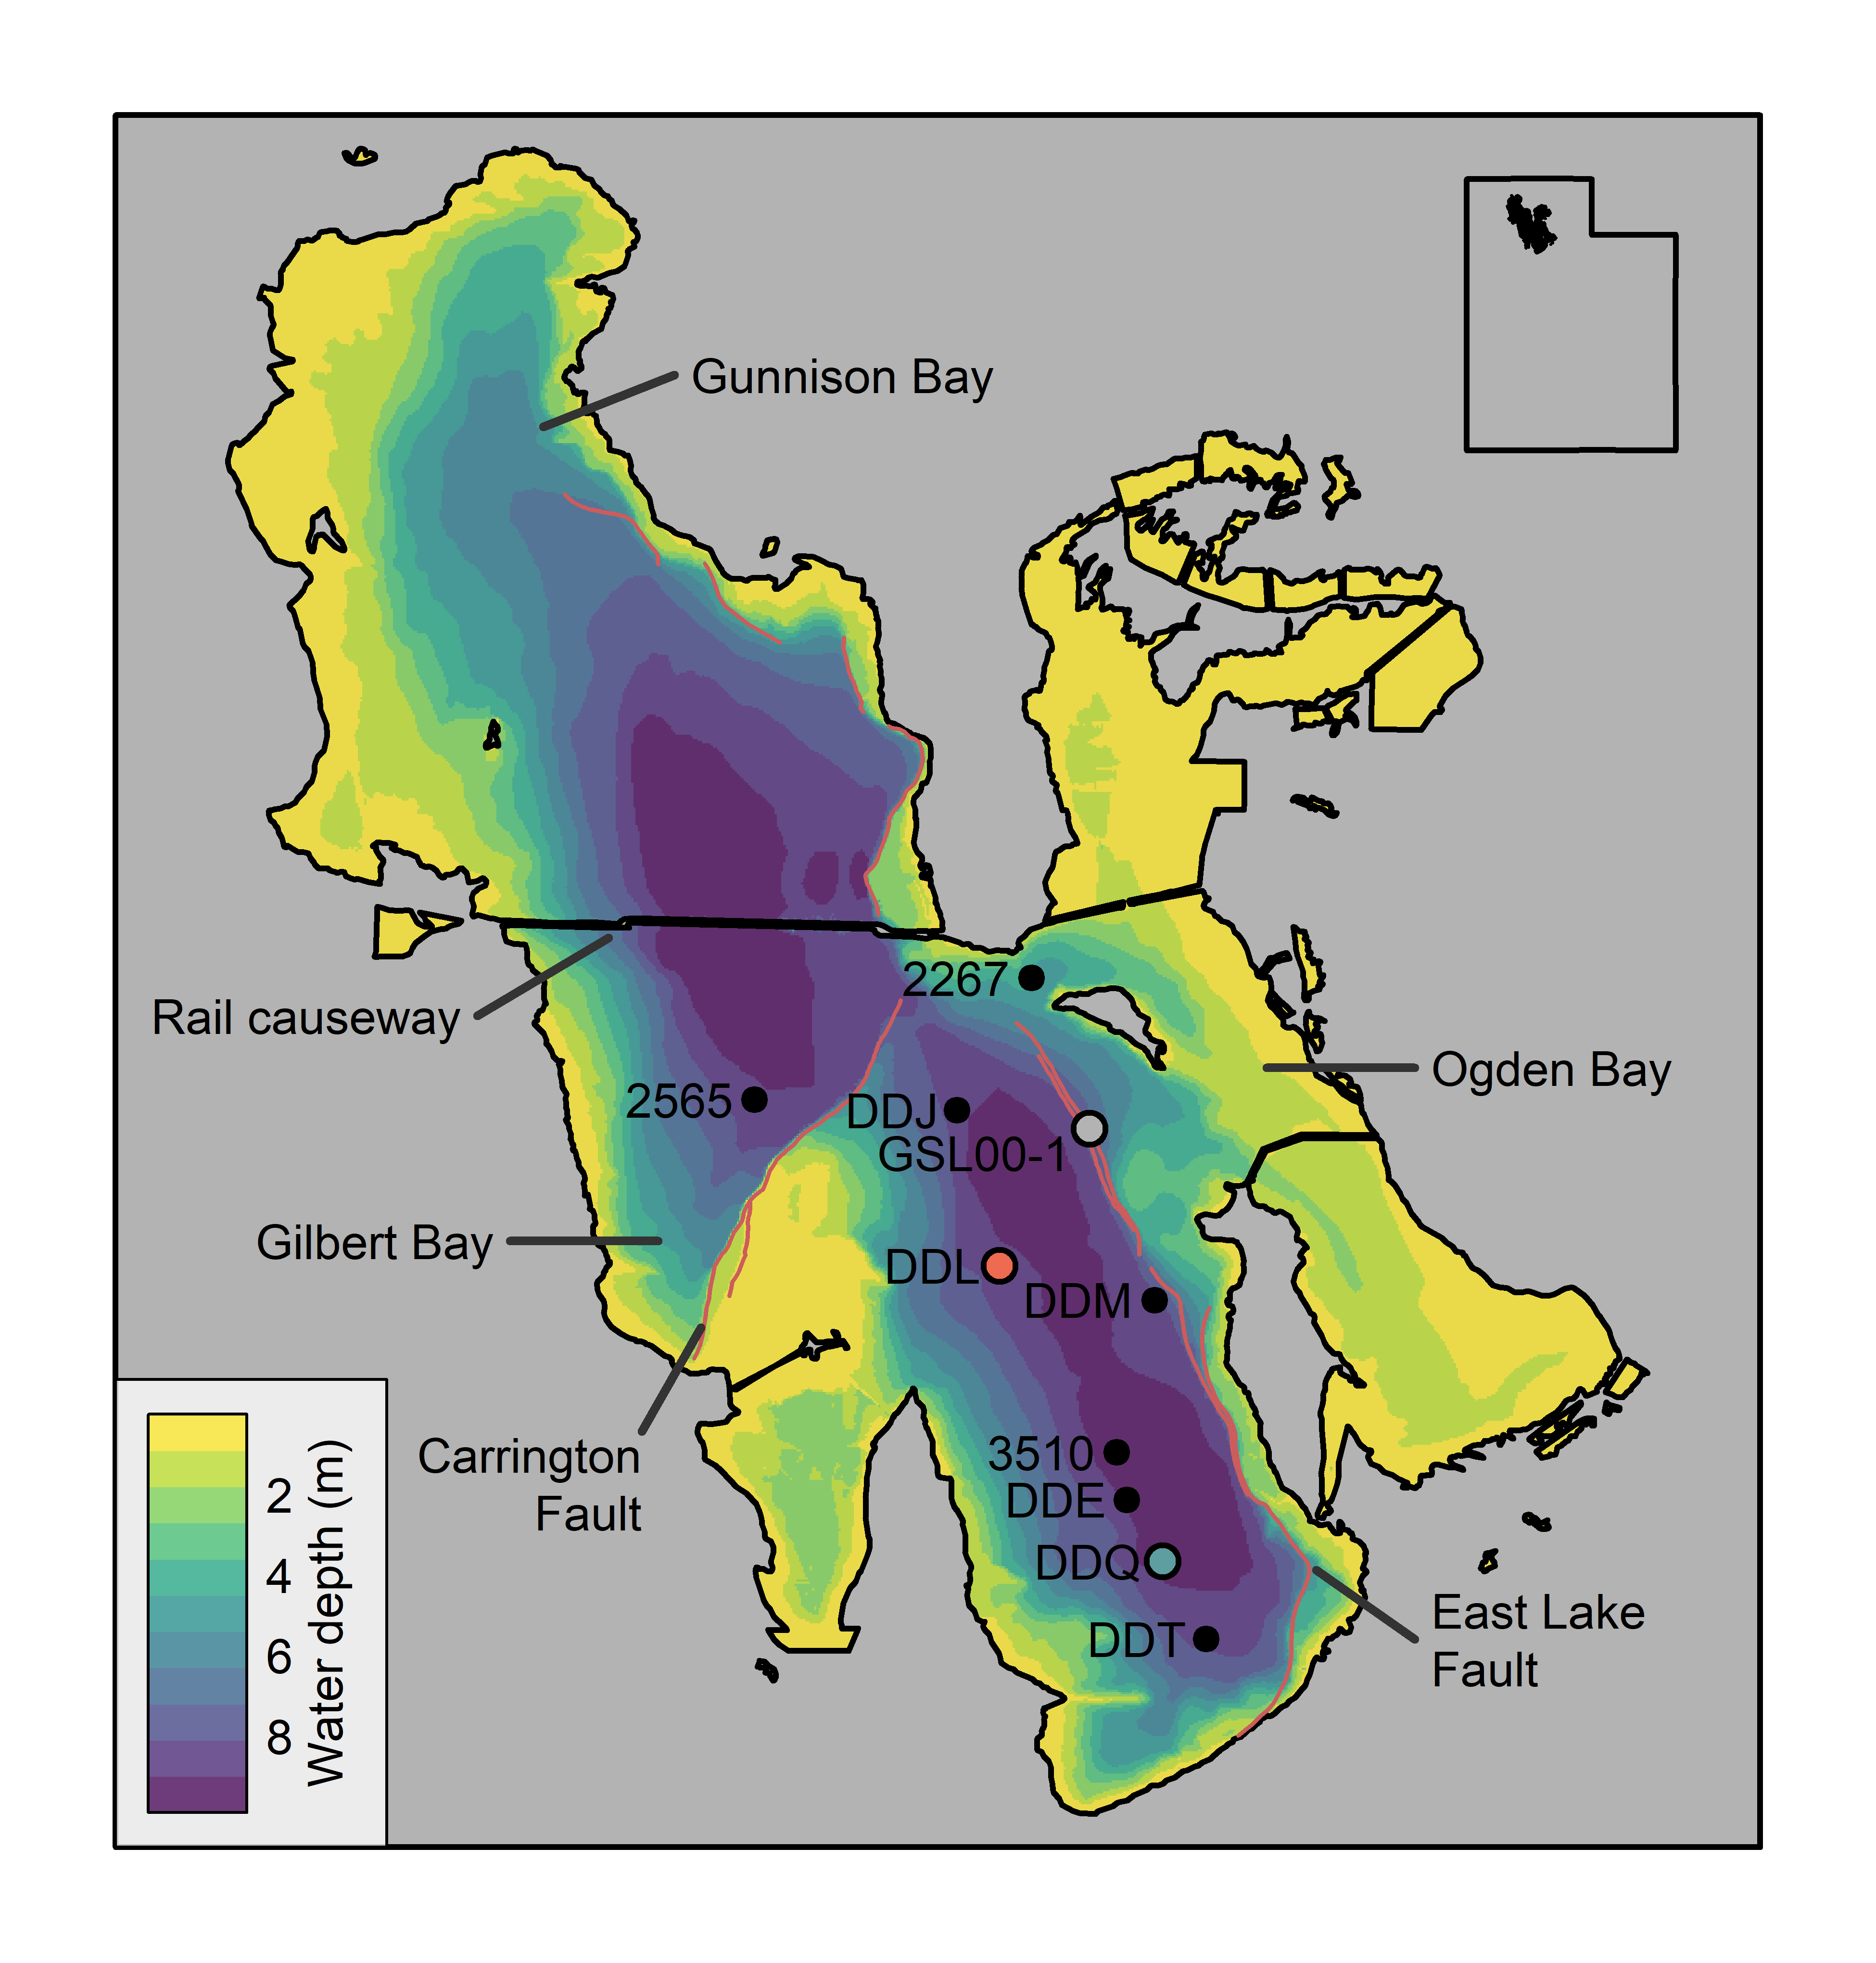 Gunnison Bay
2267
Rail causeway
Ogden Bay
2565
DDJ
GSL00-1
Gilbert Bay
DDL
DDM
Carrington
Fault
3510
DDE
DDQ
East Lake
Fault
DDT
2
4
6
8
Water depth (m)